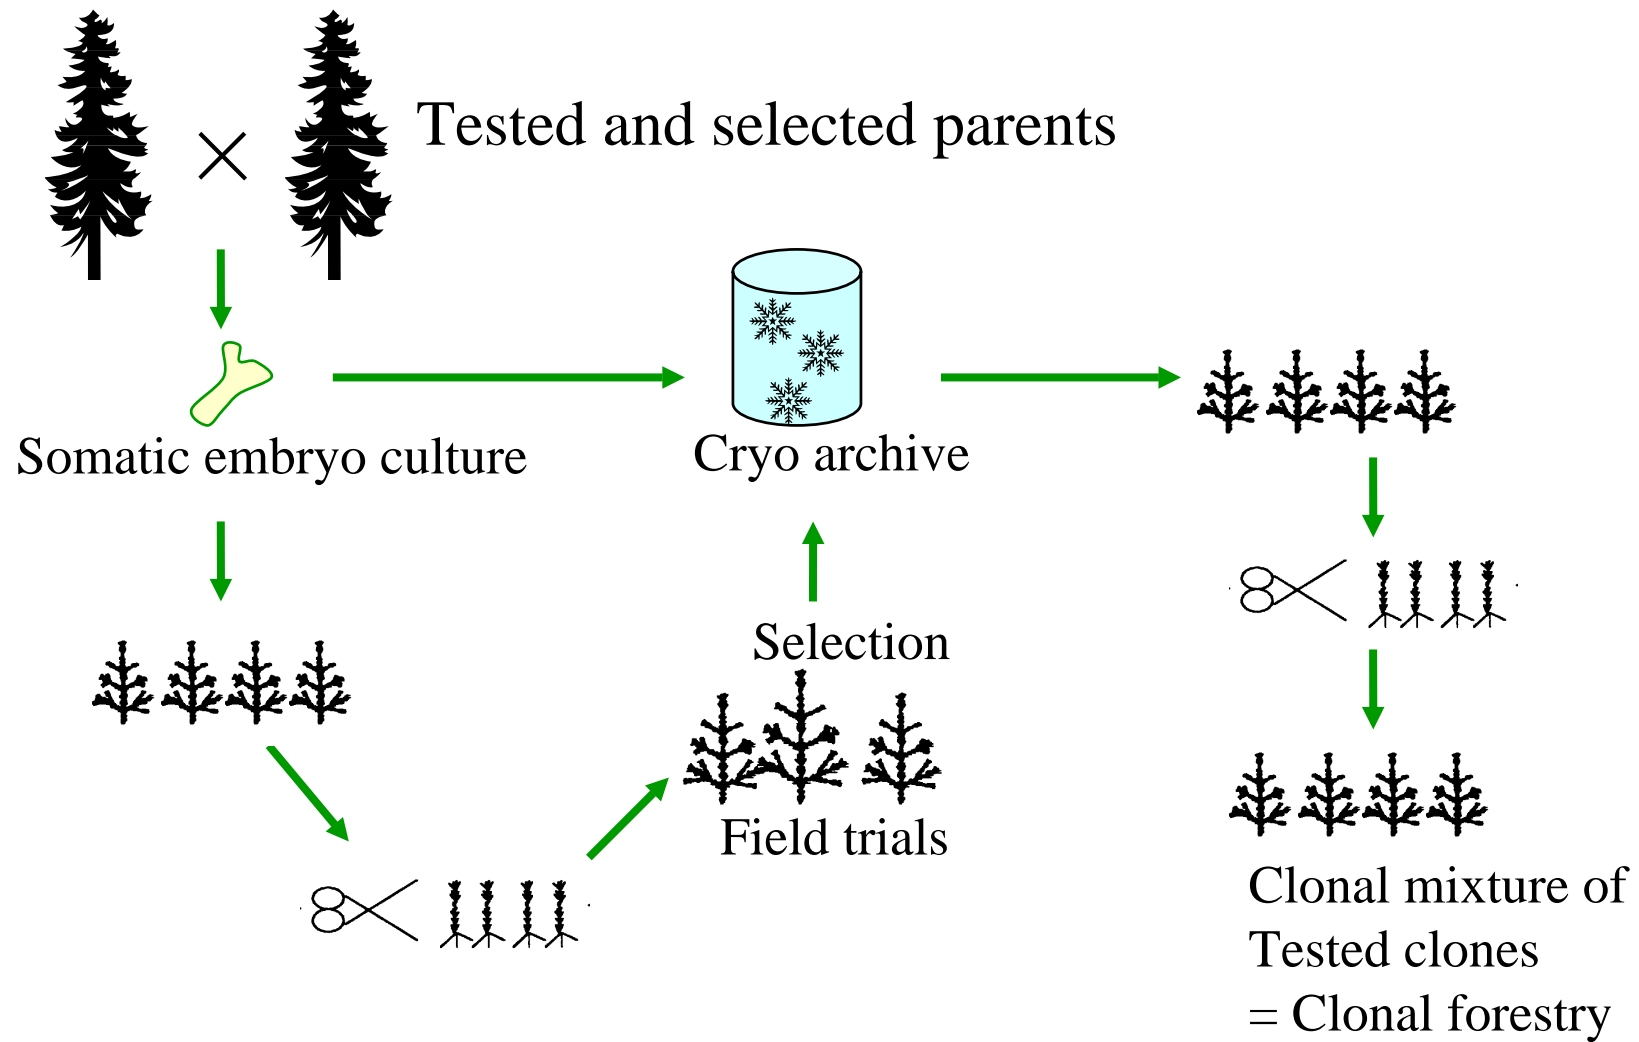 Tested and selected parents
Somatic embryo culture
Cryo archive
Selection
Field trials
Clonal mixture of
Tested clones
= Clonal forestry